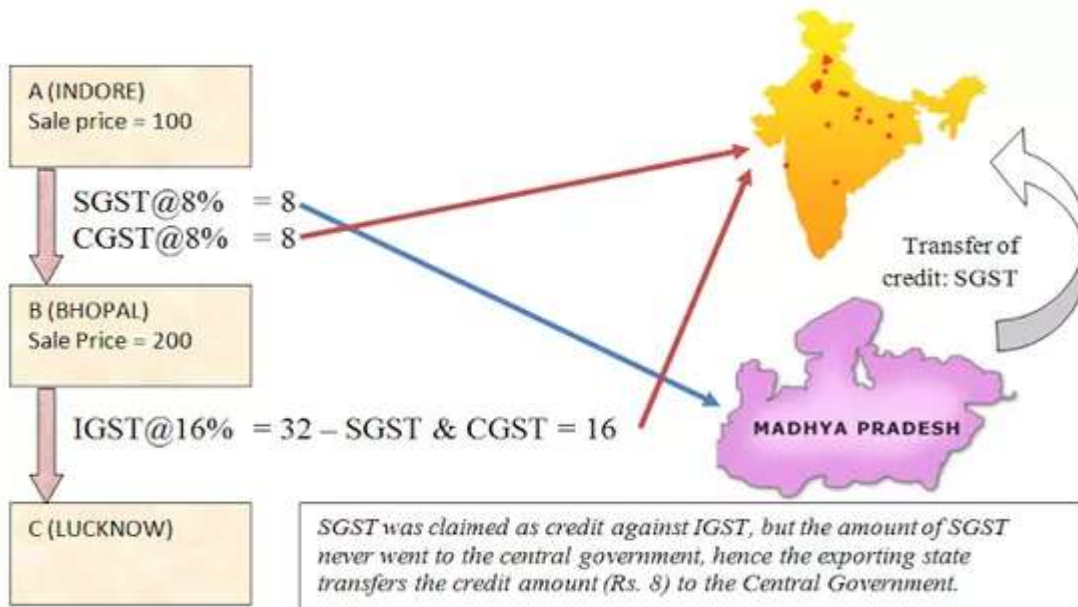 A (INDORE)
Sale price = 100
SGST@8% = 8
CGST@8% = 8
B (BHOPAL)
Sale Price = 200
IGST@16% = 32 – SGST & CGST = 16
C (LUCKNOW)
Transfer of
credit: SGST
MADHYA PRADESH
SGST was claimed as credit against IGST, but the amount of SGST
never went to the central government, hence the exporting state
transfers the credit amount (Rs. 8) to the Central Government.